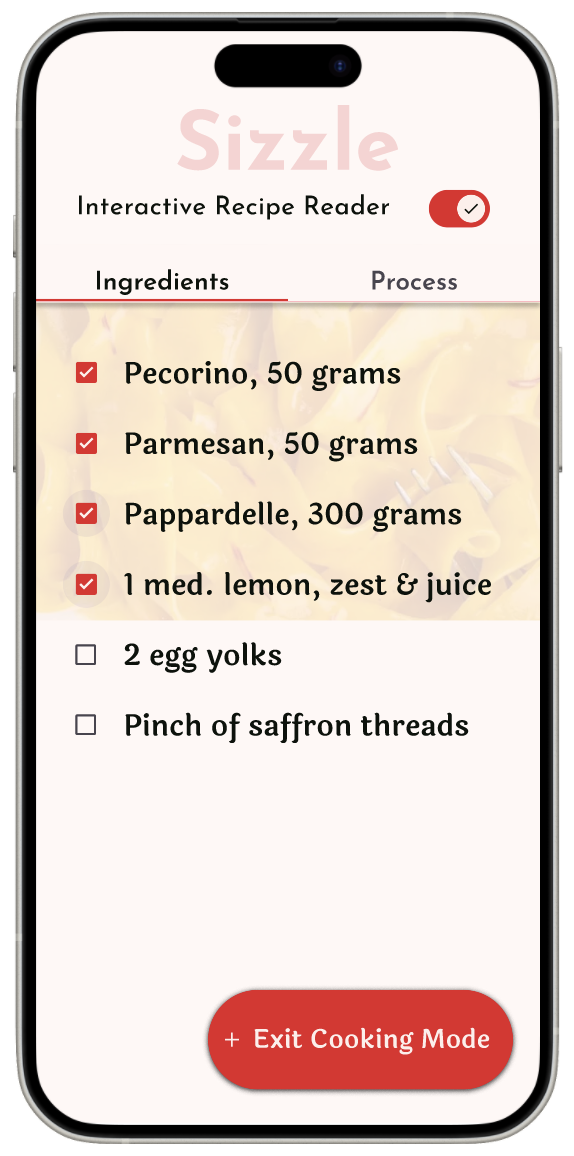 Sizzle
Interactive Recipe Reader
Ingredients Process
Pecorino, 50 grams
Parmesan, 50 grams
Pappardelle, 300 grams
1 med. lemon, zest & juice
2 egg yolks
Pinch of saffron threads
+ Exit Cooking Mode